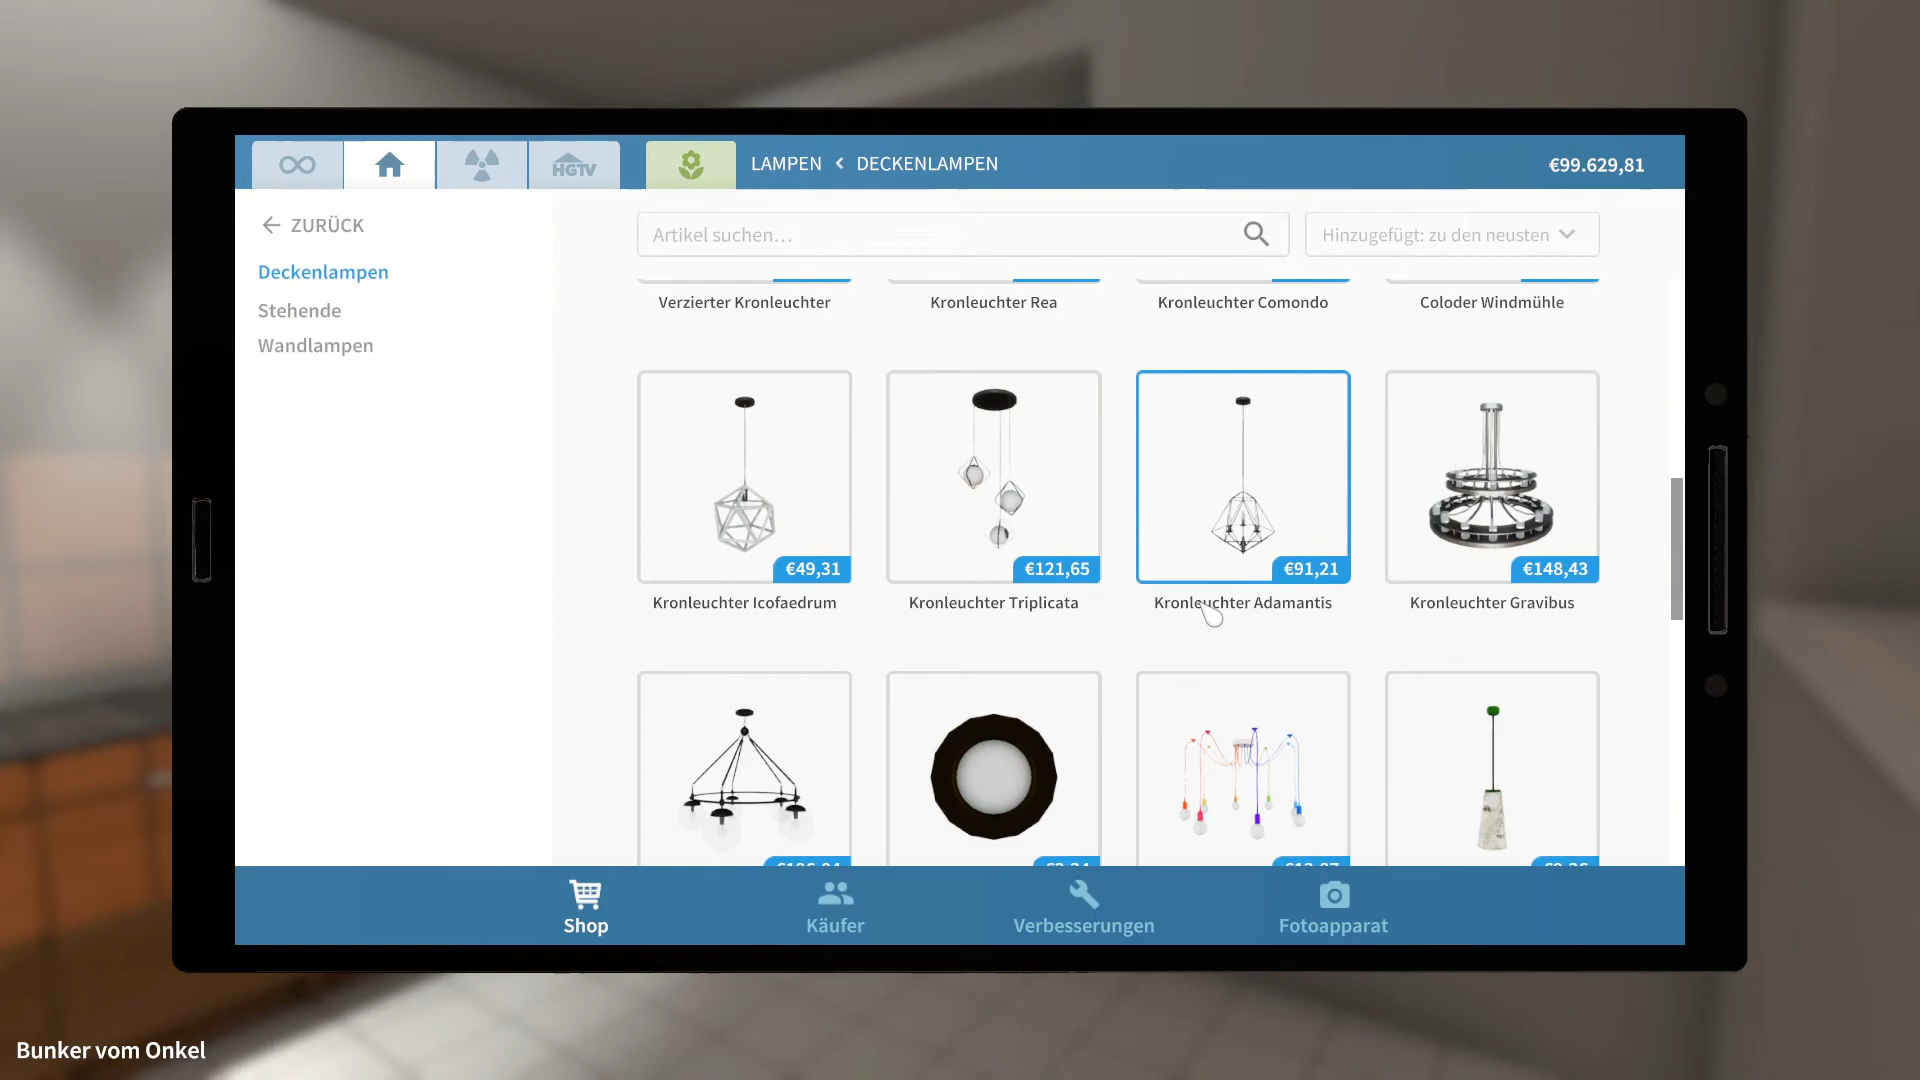 HGTV
LAMPEN < DECKENLAMPEN
€99.629,81
ZURÜCK
Deckenlampen
Stehende
Wandlampen
Artikel suchen...
Hinzugefügt: zu den neusten
Verzierter Kronleuchter
Kronleuchter Rea
Kronleuchter Comondo
Coloder Windmühle
€49,31
€121,65
€91,21
€148,43
Kronleuchter Icofaedrum
Kronleuchter Triplicata
Kronleuchter Adamantis
Kronleuchter Gravibus
Shop
Käufer
Verbesserungen
Fotoapparat
Bunker vom Onkel